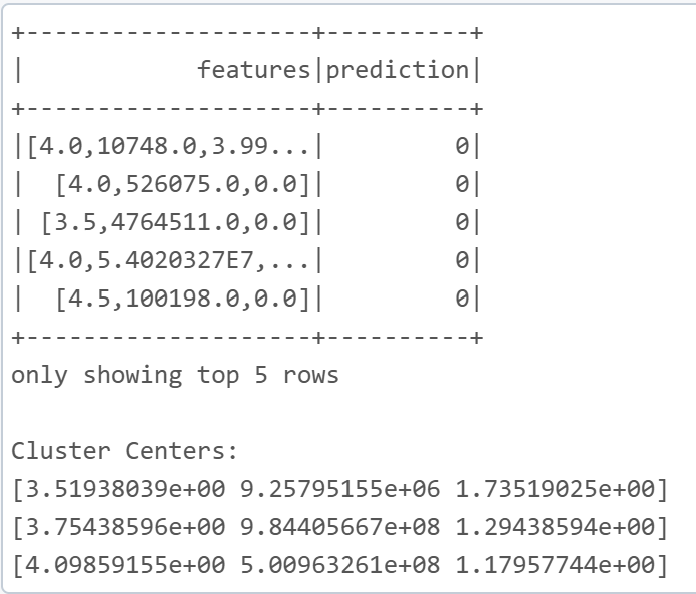 +--------------------+----------+
|            features|prediction|
+--------------------+----------+
|[4.0,10748.0,3.99...|         0|
|  [4.0,526075.0,0.0]|         0|
| [3.5,4764511.0,0.0]|         0|
|[4.0,5.4020327E7,...|         0|
|  [4.5,100198.0,0.0]|         0|
+--------------------+----------+
only showing top 5 rows

Cluster Centers:
[3.51938039e+00 9.25795155e+06 1.73519025e+00]
[3.75438596e+00 9.84405667e+08 1.29438594e+00]
[4.09859155e+00 5.00963261e+08 1.17957744e+00]